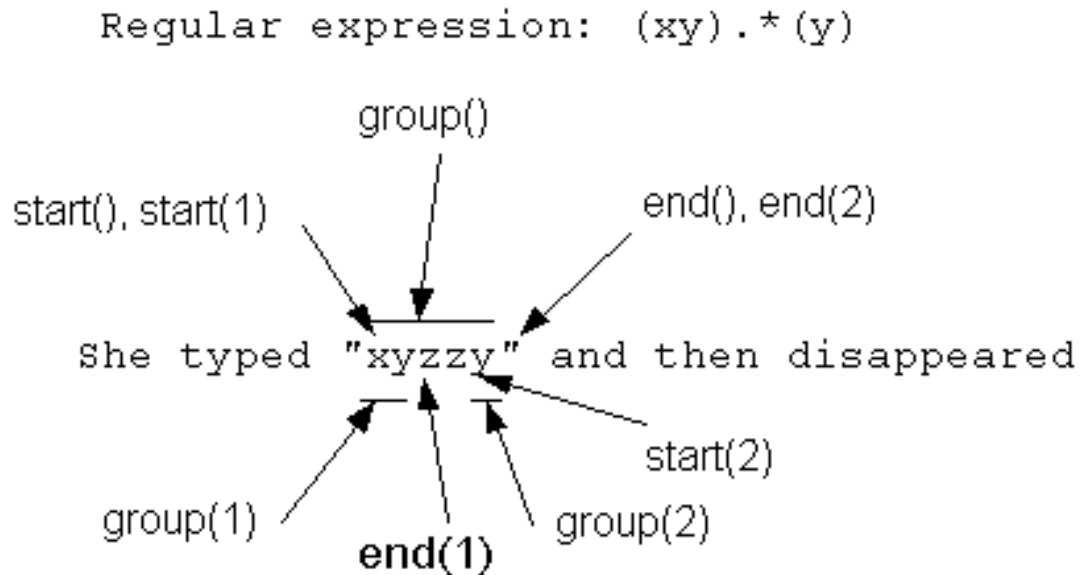 Regular expression: (xy).*(y)
group()
start(), start(1)
end(), end(2)
She typed "xyzzy" and then disappeared
start(2)
group(1)
group(2)
end(1)